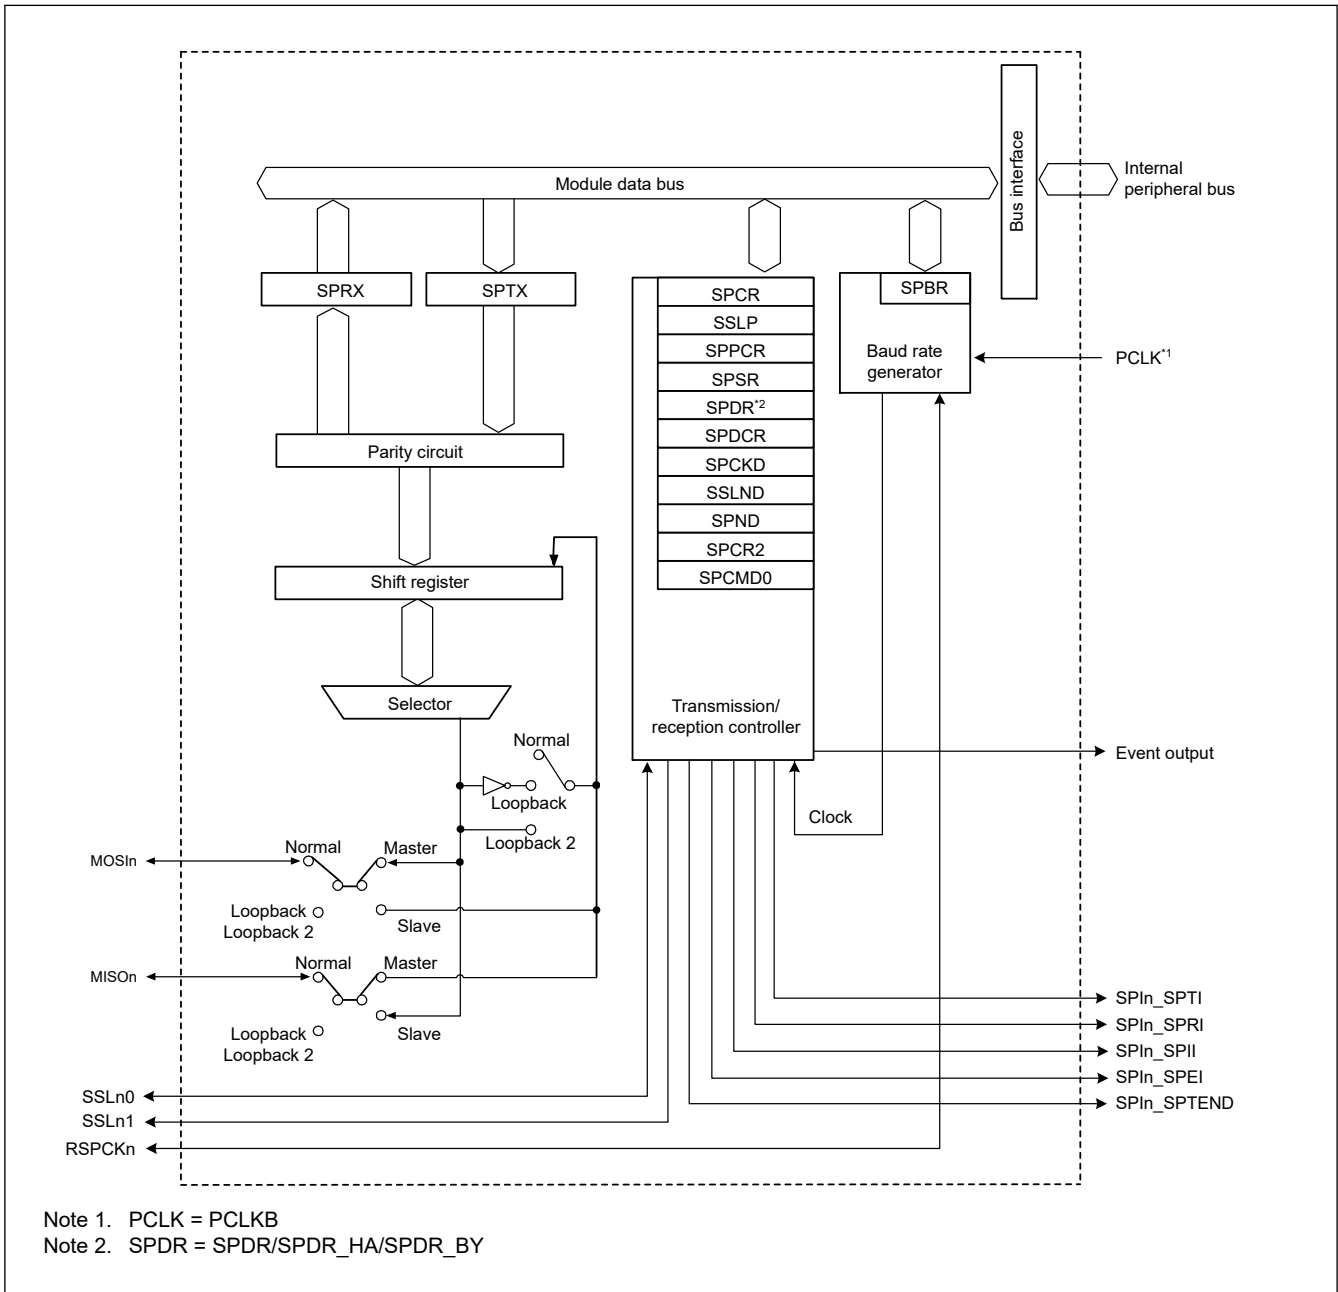 Module data bus
Bus interface
Internal
peripheral bus
SPRX
SPTX
SPCR
SSLP
SPPCR
SPSR
SPDR*2
SPDCR
SPCKD
SSLND
SPND
SPCR2
SPCMD0
Transmission/
reception controller
SPBR
Baud rate
generator
PCLK*1
Parity circuit
Shift register
Selector
Normal
Loopback
Loopback 2
Event output
Clock
MOSIn
Normal
Master
Loopback
Loopback 2
Slave
MISOn
Normal
Master
Loopback
Loopback 2
Slave
SSLn0
SSLn1
RSPCKn
SPIn_SPTI
SPIn_SPRI
SPIn_SPII
SPIn_SPEI
SPIn_SPTEND
Note 1. PCLK = PCLKB
Note 2. SPDR = SPDR/SPDR_HA/SPDR_BY